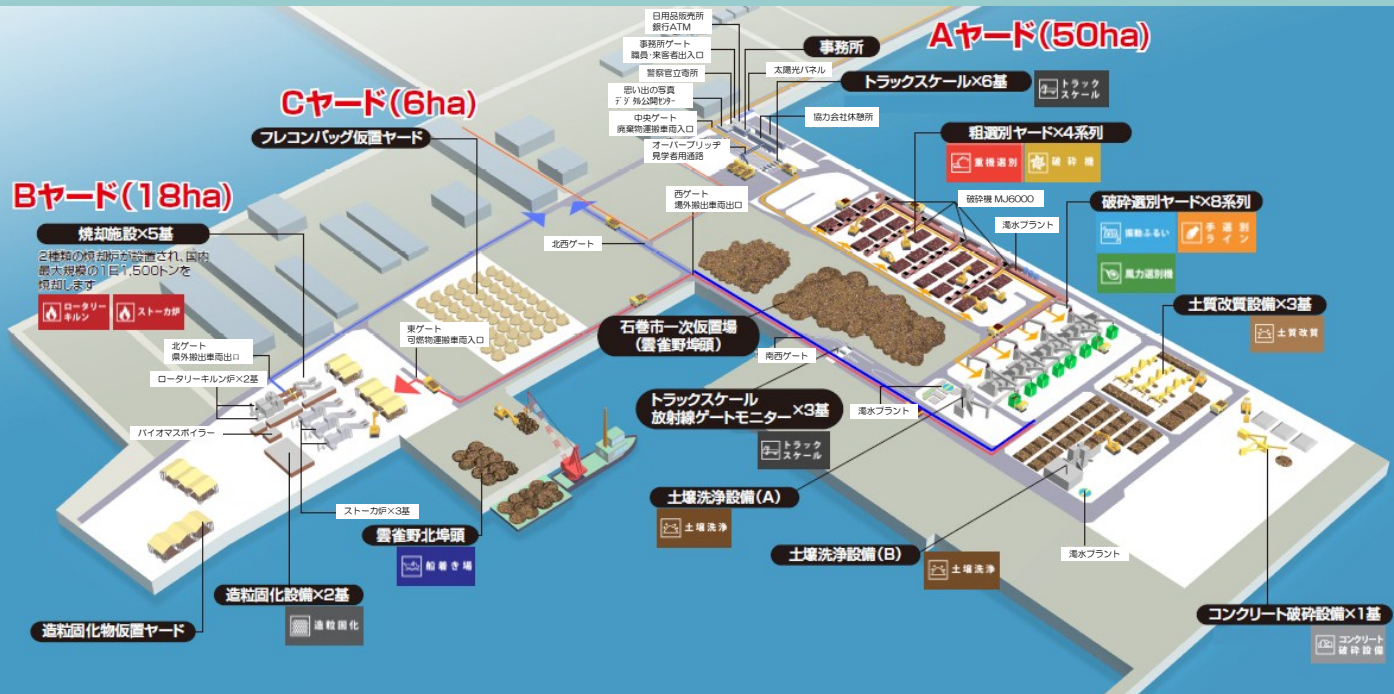 日用品販売所
銀行ATM
事務所ゲート
職員・来客者出入口
警察官立寄所
思い出の写真
デジタル公開センター
中央ゲート
廃棄物運搬車両入口
オーバーブリッヂ
見学者用通路
事務所
太陽光パネル
Aヤード(50ha)
トラックスケール×6基
トラック
スケール
協力会社休憩所
粗選別ヤード×4系列
重機選別
破砕機
破砕機 MJ6000
濁水プラント
破砕選別ヤード×8系列
振動ふるい
手選別
ライン
風力選別機
土質改質設備×3基
土質改質
Cヤード(6ha)
フレコンバッグ仮置ヤード
西ゲート
場外搬出車両出口
北西ゲート
Bヤード(18ha)
焼却施設×5基
2種類の焼却炉が設置され、国内
最大規模の1日1,500トンを
焼却します
ロータリー
キルン
ストーカ炉
北ゲート
県外搬出車両出口
ロータリーキルン炉×2基
バイオマスボイラー
東ゲート
可燃物運搬車両入口
石巻市一次仮置場
(雲雀野埠頭)
南西ゲート
トラックスケール
放射線ゲートモニター×3基
トラック
スケール
濁水プラント
土壌洗浄設備(A)
土壌洗浄
土壌洗浄設備(B)
土壌洗浄
濁水プラント
ストーカ炉×3基
雲雀野北埠頭
船着き場
造粒固化設備×2基
造粒固化
造粒固化物仮置ヤード
コンクリート破砕設備×1基
コンクリート
破砕設備